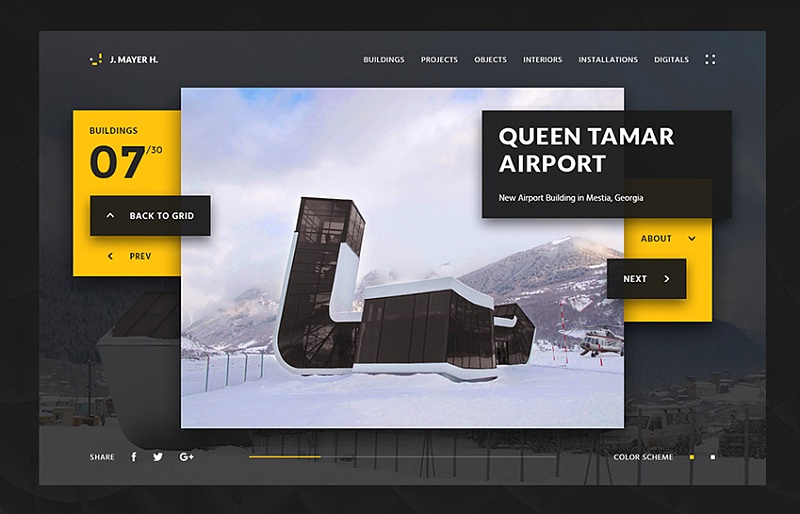 J. MAYER H.
BUILDINGS PROJECTS OBJECTS INTERIORS INSTALLATIONS DIGITALS
BUILDINGS
07/30
BACK TO GRID
PREV
QUEEN TAMAR
AIRPORT
New Airport Building in Mestia, Georgia
ABOUT
NEXT
SHARE f G+
COLOR SCHEME